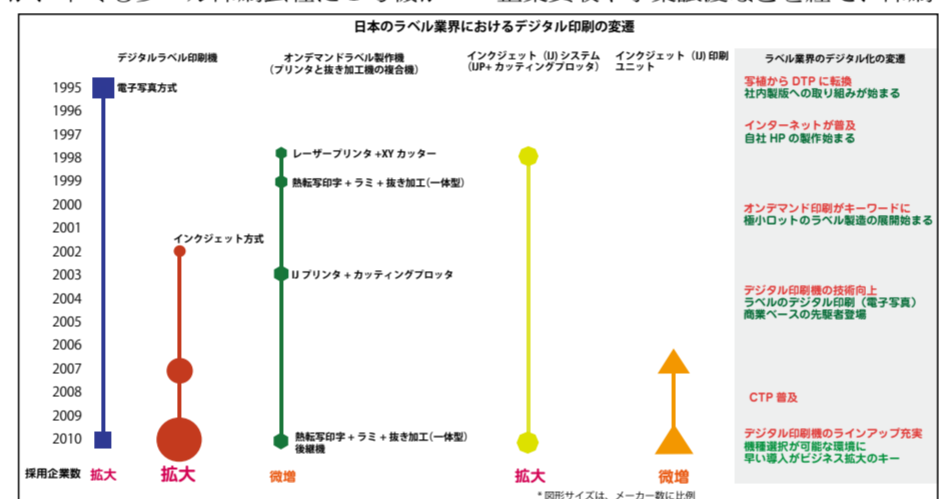 日本のラベル業界におけるデジタル印刷の変遷
デジタルラベル印刷機
オンデマンドラベル製作機
(プリンタと抜き加工機の複合機)
インクジェット(IJ)システム
(IJP+ カッティングプロッタ)
インクジェット(IJ)印刷
ユニット
ラベル業界のデジタル化の変遷
1995
電子写真方式
写植から DTP に転換
社内製版への取り組みが始まる
1996
1997
インターネットが普及
自社 HP の製作始まる
1998
レーザープリンタ +XY カッター
1999
熱転写印字 + ラミ + 抜き加工(一体型)
2000
オンデマンド印刷がキーワードに
極小ロットのラベル製造の展開始まる
2001
インクジェット方式
2002
2003
IJ プリンタ + カッティングプロッタ
2004
デジタル印刷機の技術向上
ラベルのデジタル印刷(電子写真)
商業ベースの先駆者登場
2005
2006
2007
2008
CTP 普及
2009
2010
熱転写印字 + ラミ + 抜き加工(一体型)
後継機
デジタル印刷機のラインアップ充実
機種選択が可能な環境に
早い導入がビジネス拡大のキー
採用企業数
拡大
拡大
微増
拡大
微増
* 図形サイズは、メーカー数に比例